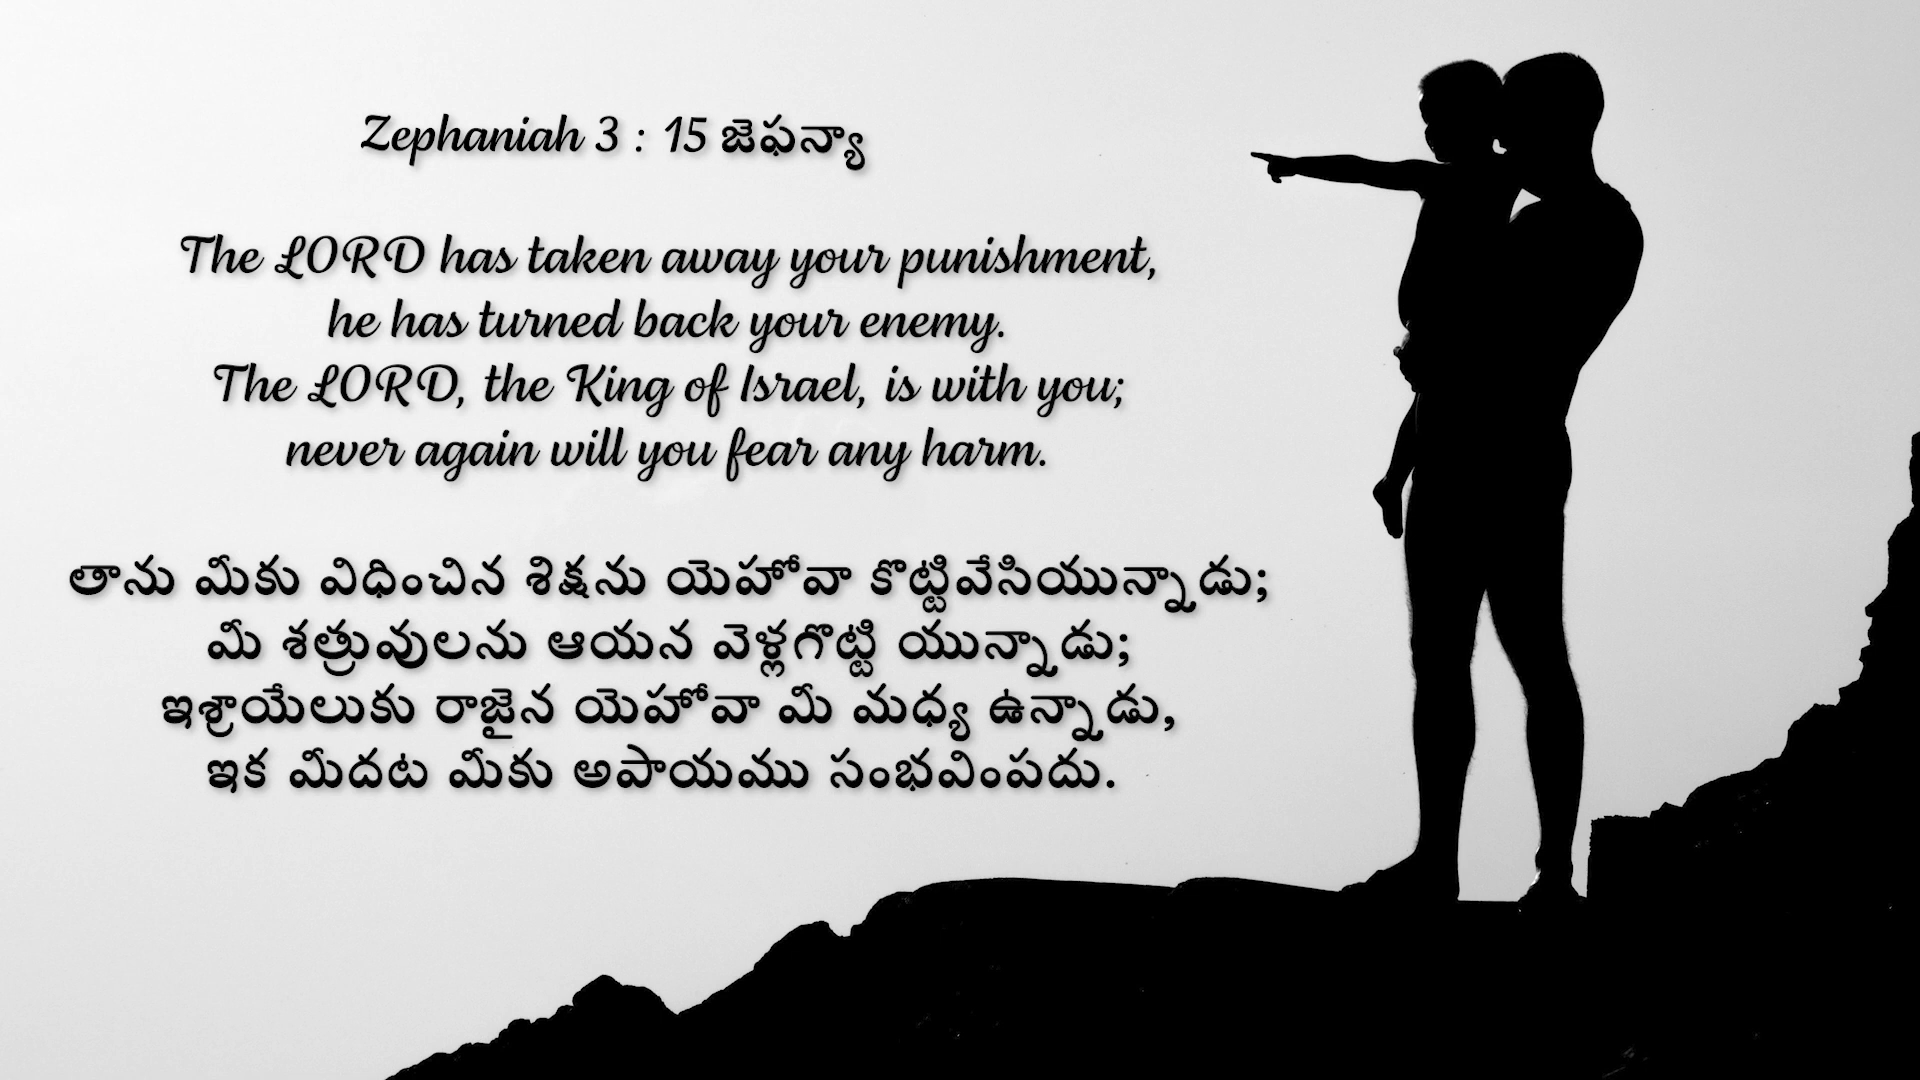 Zephaniah 3 : 15 జెఫన్యా
The LORD has taken away your punishment,
he has turned back your enemy.
The LORD, the King of Israel, is with you;
never again will you fear any harm.
తాను మీకు విధించిన శిక్షను యెహోవా కొట్టివేసియున్నాడు;
మీ శత్రువులను ఆయన వెళ్లగొట్టి యున్నాడు;
ఇశ్రాయేలుకు రాజైన యెహోవా మీ మధ్య ఉన్నాడు,
ఇక మీదట మీకు అపాయము సంభవింపదు.